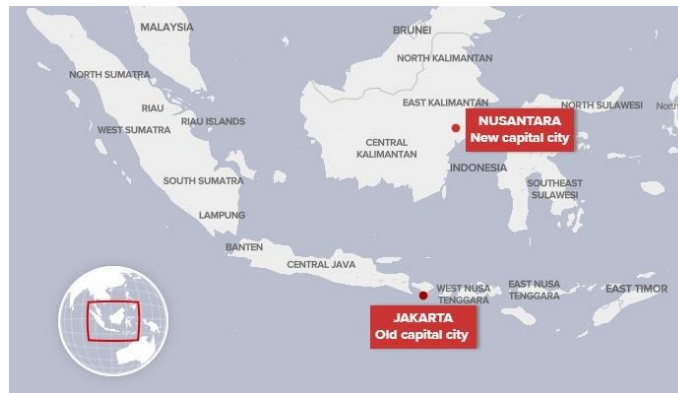 MALAYSIA
BRUNEI
NORTH KALIMANTAN
NORTH SUMATRA
EAST KALIMANTAN
NORTH SULAWESI
North
RIAU
RIAU ISLANDS
WEST SUMATRA
NUSANTARA
New capital city
CENTRAL
KALIMANTAN
INDONESIA
SOUTH SUMATRA
SOUTHEAST
SULAWESI
LAMPUNG
BANTEN
CENTRAL JAVA
WEST NUSA
TENGGARA
EAST NUSA
TENGGARA
EAST TIMOR
JAKARTA
Old capital city